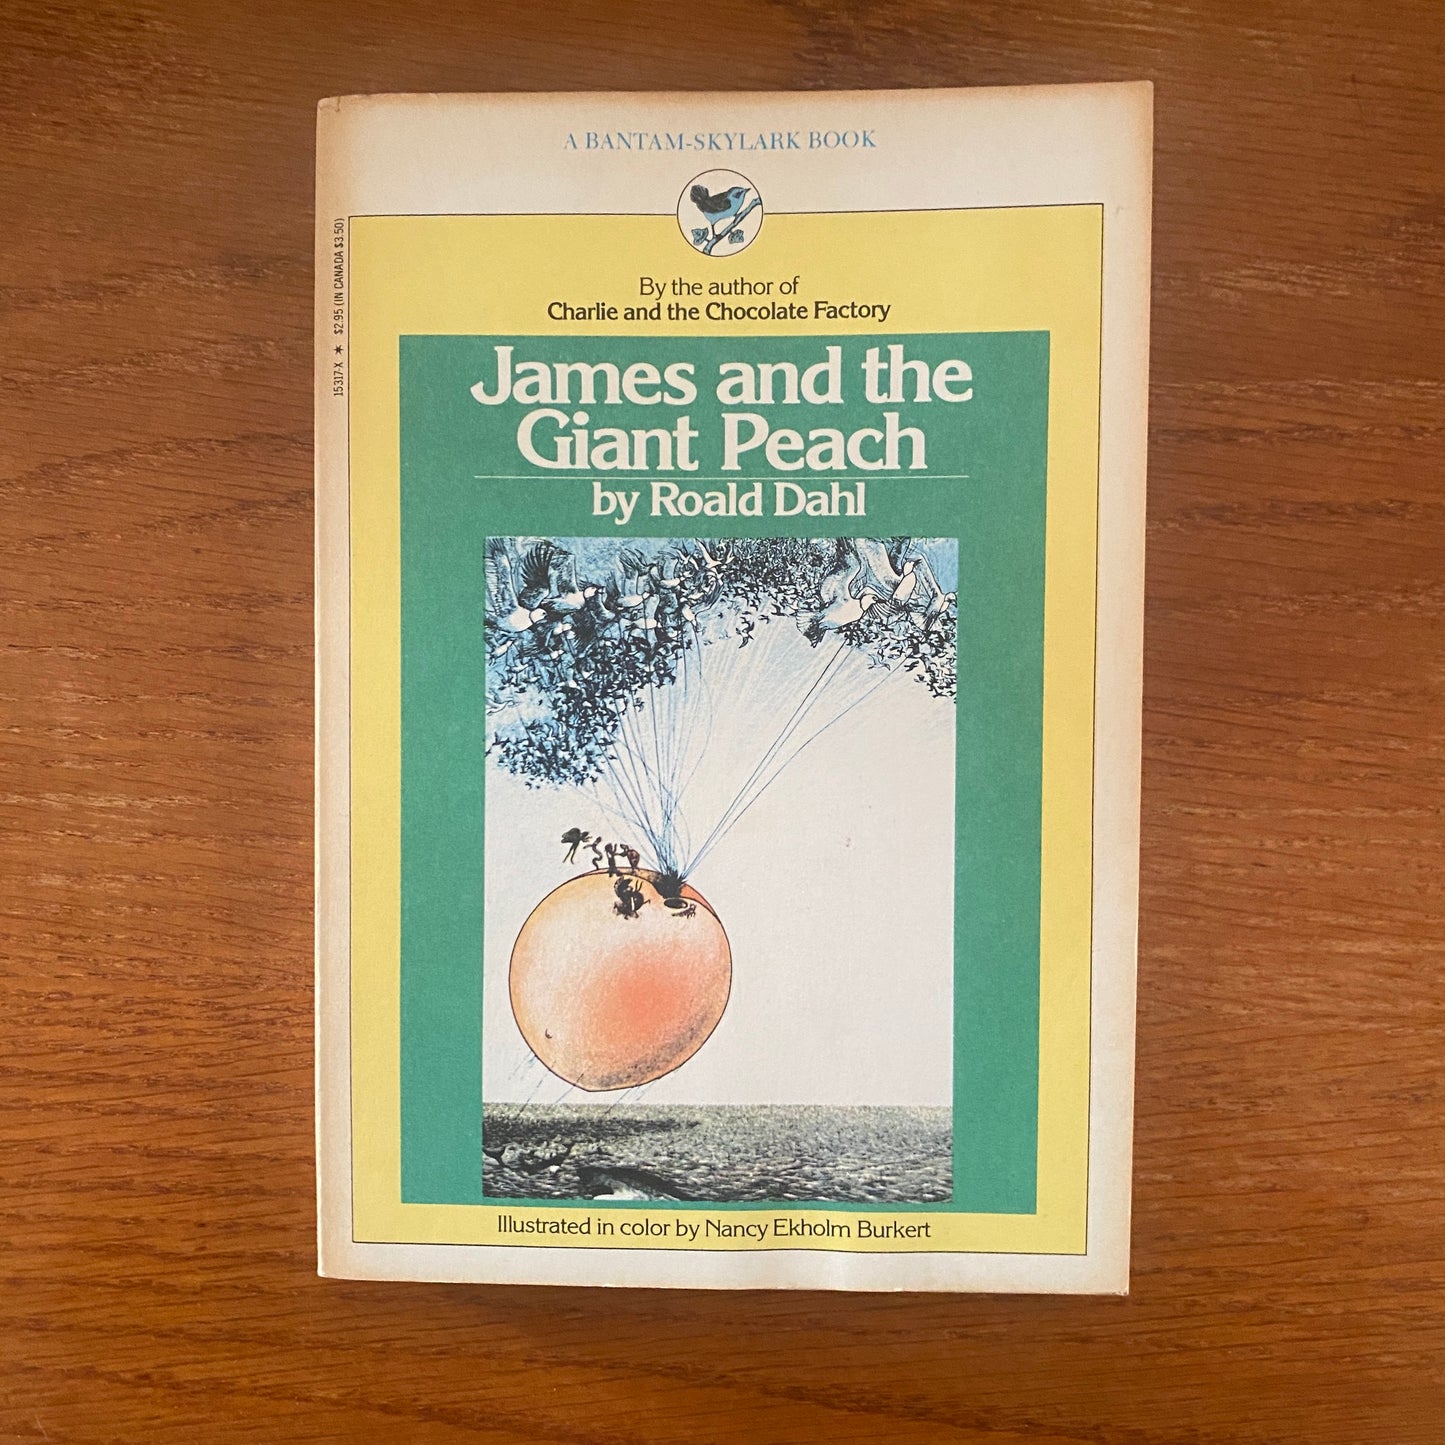 A BANTAM-SKYLARK BOOK
15317-X ★ $2.95 (IN CANADA $3.50)
By the author of
Charlie and the Chocolate Factory
James and the
Giant Peach
by Roald Dahl
Illustrated in color by Nancy Ekholm Burkert